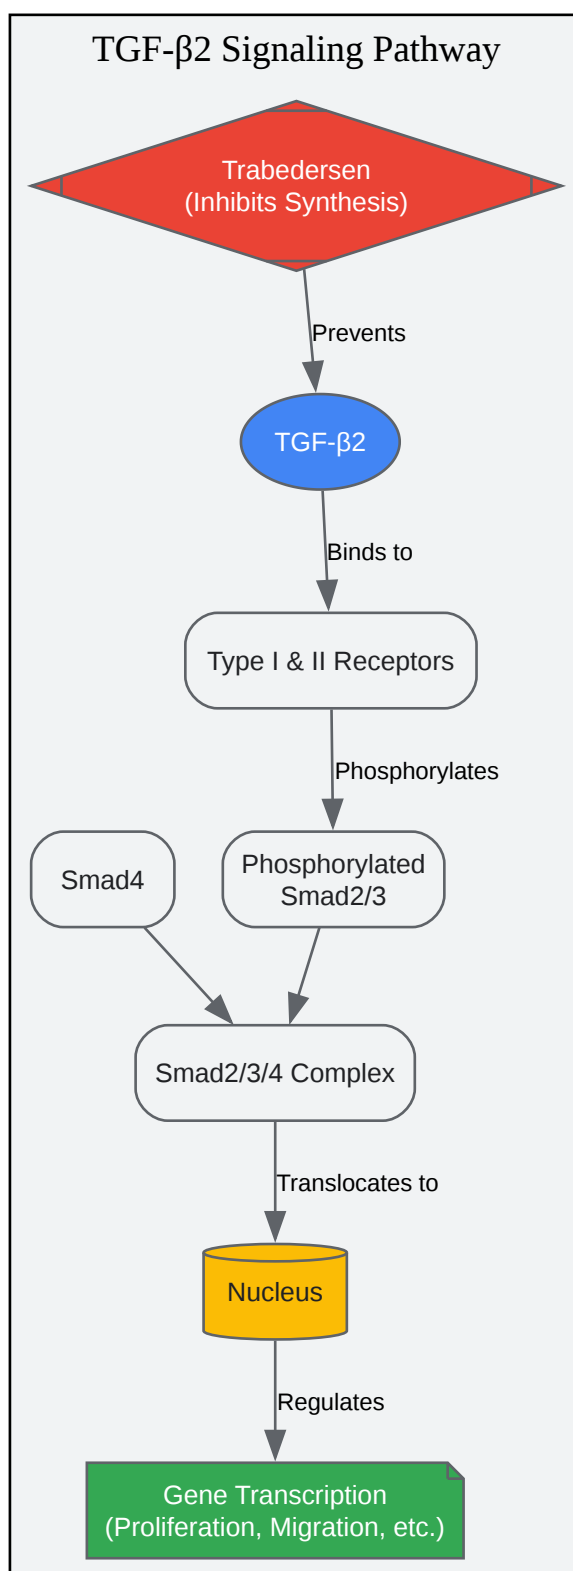 TGF-β2 Signaling Pathway
Trabedersen
(Inhibits Synthesis)
Prevents
TGF-β2
Binds to
Type I & II Receptors
Phosphorylates
Smad4
Phosphorylated
Smad2/3
Smad2/3/4 Complex
Translocates to
Nucleus
Regulates
Gene Transcription
(Proliferation, Migration, etc.)